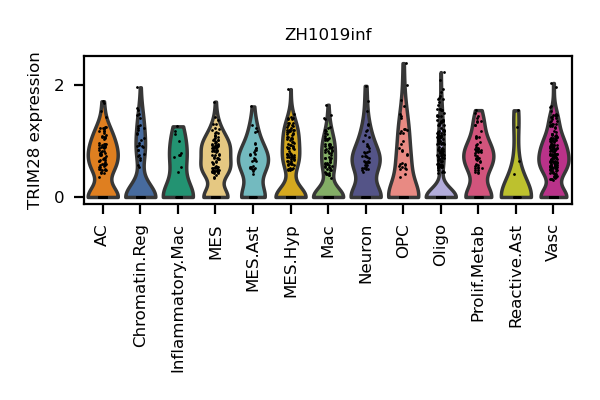 ZH1019inf
TRIM28 expression
2
0
AC
Chromatin.Reg
Inflammatory.Mac
MES
MES.Ast
MES.Hyp
Mac
Neuron
OPC
Oligo
Prolif.Metab
Reactive.Ast
Vasc